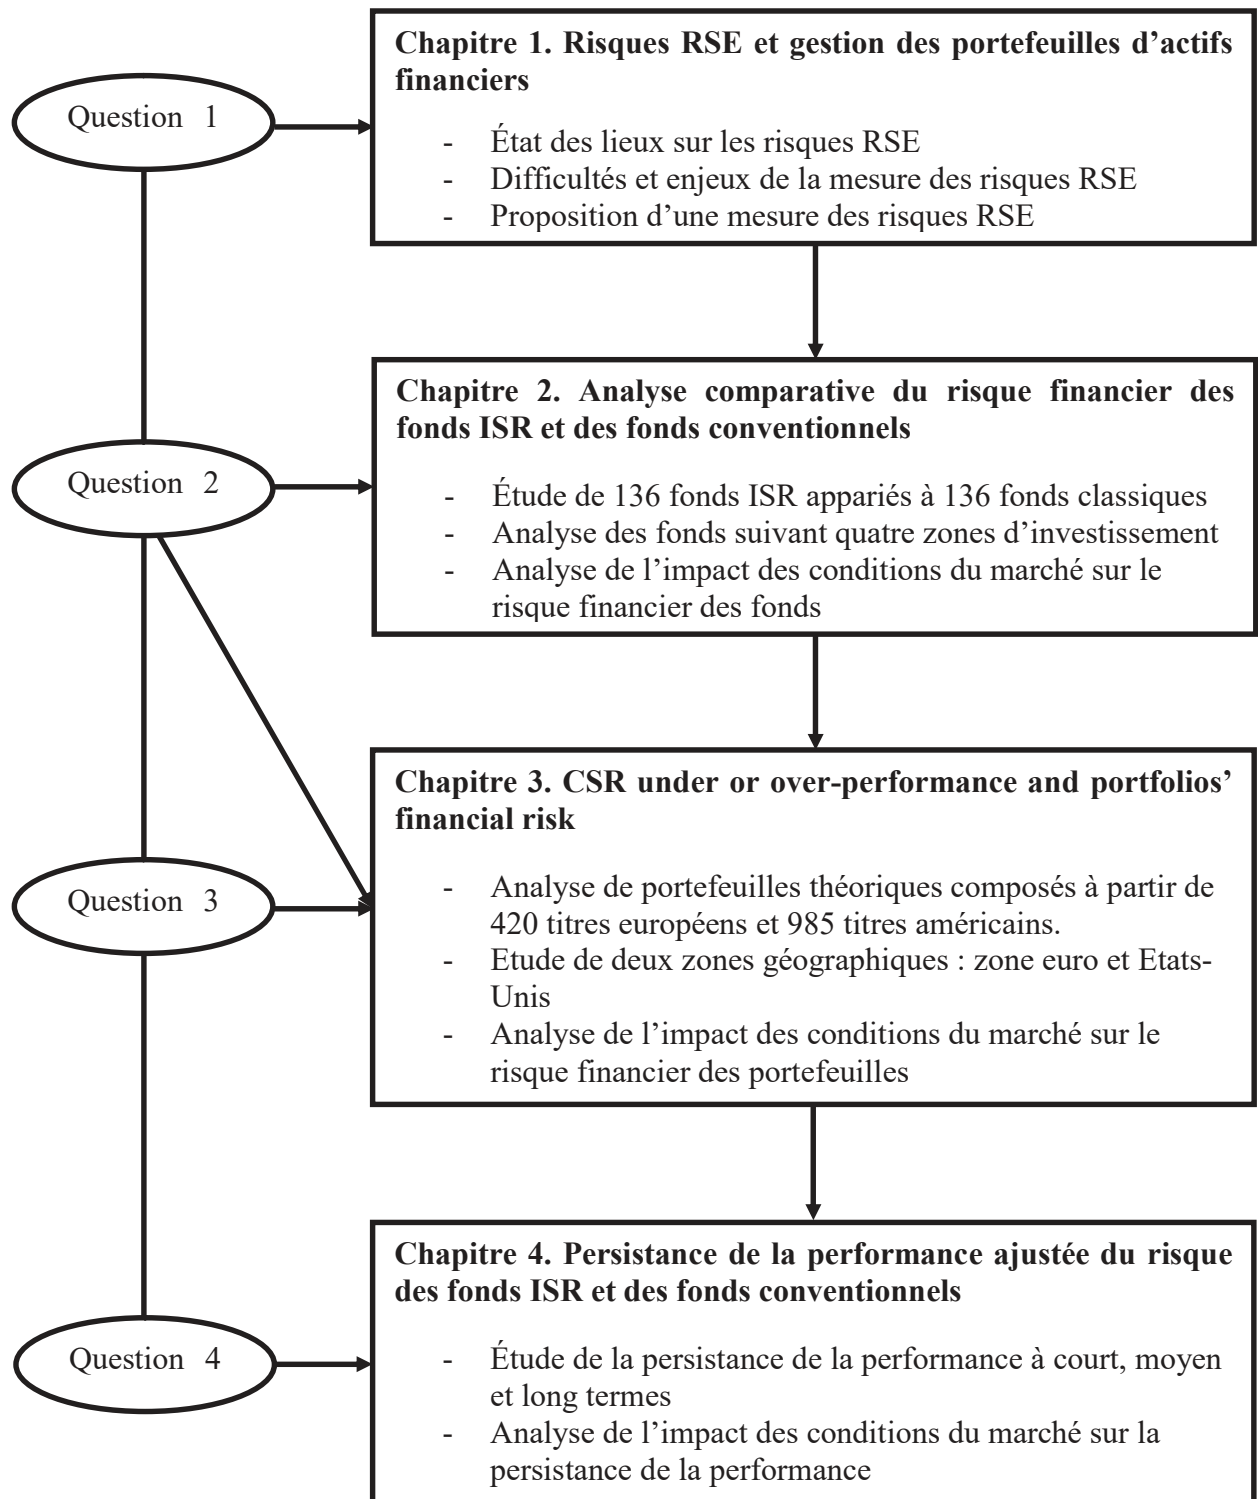 Question 1
Chapitre 1. Risques RSE et gestion des portefeuilles d’actifs
financiers
- État des lieux sur les risques RSE
- Difficultés et enjeux de la mesure des risques RSE
- Proposition d’une mesure des risques RSE
Question 2
Chapitre 2. Analyse comparative du risque financier des
fonds ISR et des fonds conventionnels
- Étude de 136 fonds ISR appariés à 136 fonds classiques
- Analyse des fonds suivant quatre zones d’investissement
- Analyse de l’impact des conditions du marché sur le
risque financier des fonds
Question 3
Chapitre 3. CSR under or over-performance and portfolios’
financial risk
- Analyse de portefeuilles théoriques composés à partir de
420 titres européens et 985 titres américains.
- Etude de deux zones géographiques : zone euro et Etats-
Unis
- Analyse de l’impact des conditions du marché sur le
risque financier des portefeuilles
Question 4
Chapitre 4. Persistance de la performance ajustée du risque
des fonds ISR et des fonds conventionnels
- Étude de la persistance de la performance à court, moyen
et long termes
- Analyse de l’impact des conditions du marché sur la
persistance de la performance